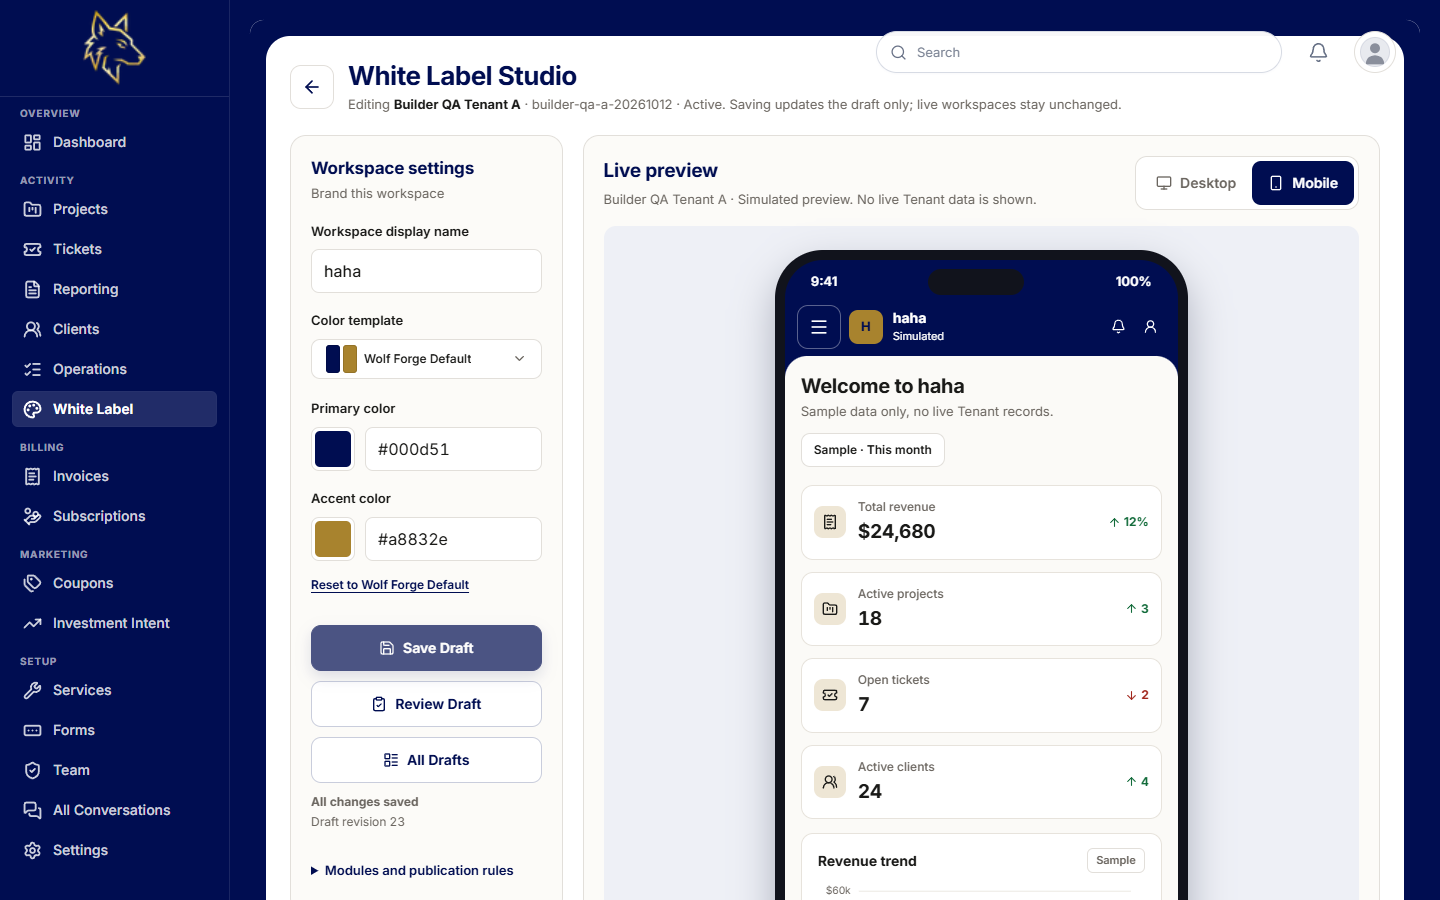 OVERVIEW
Dashboard
ACTIVITY
Projects
Tickets
Reporting
Clients
Operations
White Label
BILLING
Invoices
Subscriptions
MARKETING
Coupons
Investment Intent
SETUP
Services
Forms
Team
All Conversations
Settings
Search
White Label Studio
Editing Builder QA Tenant A · builder-qa-a-20261012 · Active. Saving updates the draft only; live workspaces stay unchanged.
Workspace settings
Brand this workspace
Workspace display name
haha
Color template
Wolf Forge Default
Primary color
#000d51
Accent color
#a8832e
Reset to Wolf Forge Default
Save Draft
Review Draft
All Drafts
All changes saved
Draft revision 23
Modules and publication rules
Live preview
Builder QA Tenant A · Simulated preview. No live Tenant data is shown.
Desktop
Mobile
9:41
100%
H
haha
Simulated
Welcome to haha
Sample data only, no live Tenant records.
Sample · This month
Total revenue
$24,680
↑ 12%
Active projects
18
↑ 3
Open tickets
7
↓ 2
Active clients
24
↑ 4
Revenue trend
Sample
$60k